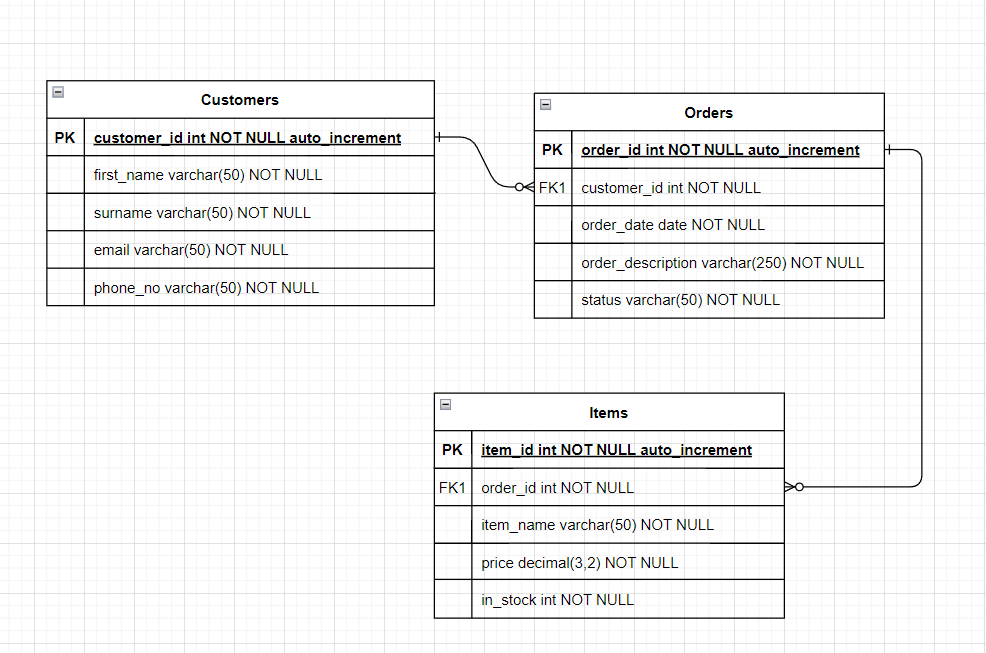 Customers
PK customer_id int NOT NULL auto_increment
first_name varchar(50) NOT NULL
surname varchar(50) NOT NULL
email varchar(50) NOT NULL
phone_no varchar(50) NOT NULL
Orders
PK order_id int NOT NULL auto_increment
FK1 customer_id int NOT NULL
order_date date NOT NULL
order_description varchar(250) NOT NULL
status varchar(50) NOT NULL
Items
PK item_id int NOT NULL auto_increment
FK1 order_id int NOT NULL
item_name varchar(50) NOT NULL
price decimal(3,2) NOT NULL
in_stock int NOT NULL